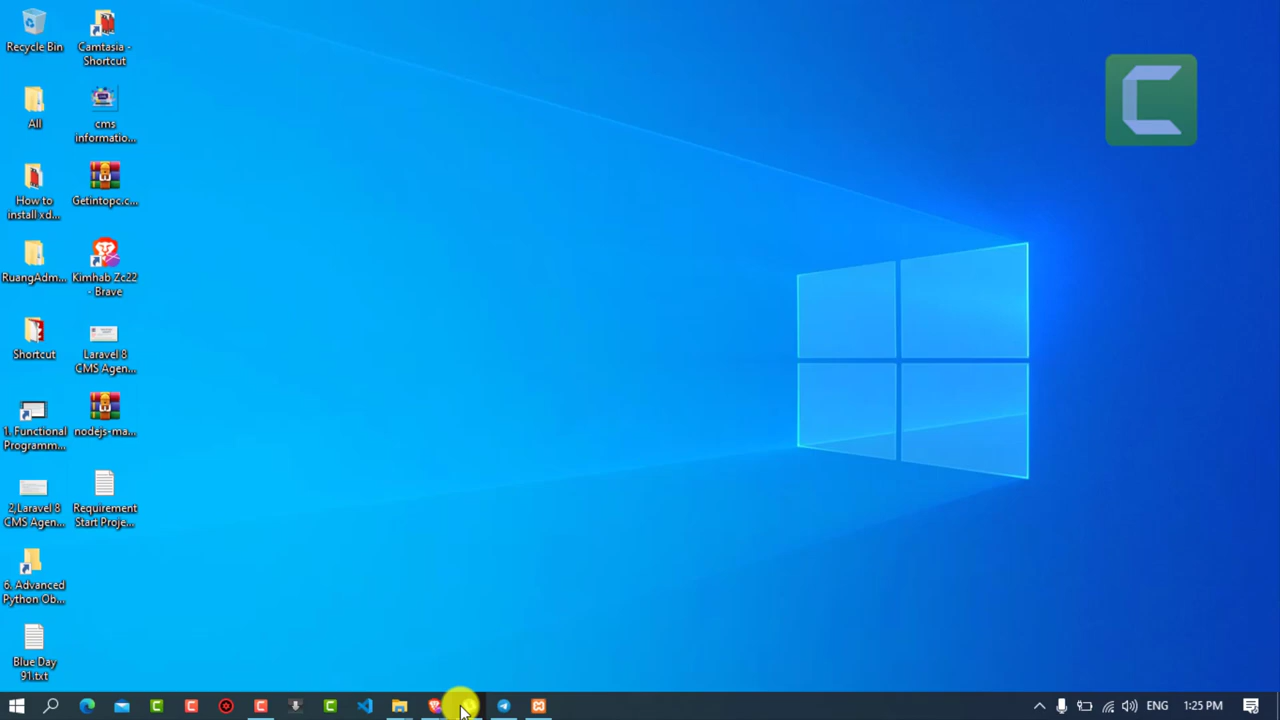 Recycle Bin
Camtasia -
Shortcut
All
cms
informatio...
How to
install xd...
Getintopc.c...
RuangAdm...
Kimhab Zc22
- Brave
Shortcut
Laravel 8
CMS Agen...
1. Functional
Programm...
nodejs-ma...
2,Laravel 8
CMS Agen...
Requirement
Start Proje...
6. Advanced
Python Ob...
Blue Day
91.txt
ENG
1:25 PM